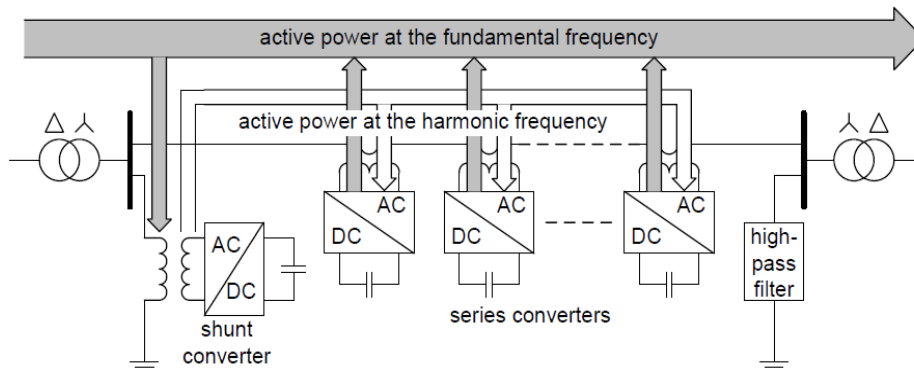 active power at the fundamental frequency
active power at the harmonic frequency
AC
DC
AC
DC
AC
DC
AC
DC
high-
pass
filter
series converters
shunt
converter